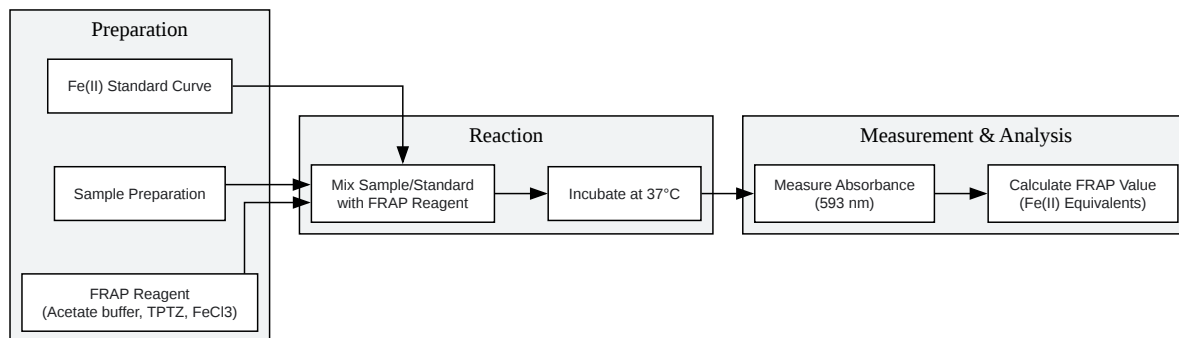 Preparation
Fe(II) Standard Curve
Sample Preparation
FRAP Reagent
(Acetate buffer, TPTZ, FeCl3)
Reaction
Mix Sample/Standard
with FRAP Reagent
Incubate at 37°C
Measurement & Analysis
Measure Absorbance
(593 nm)
Calculate FRAP Value
(Fe(II) Equivalents)